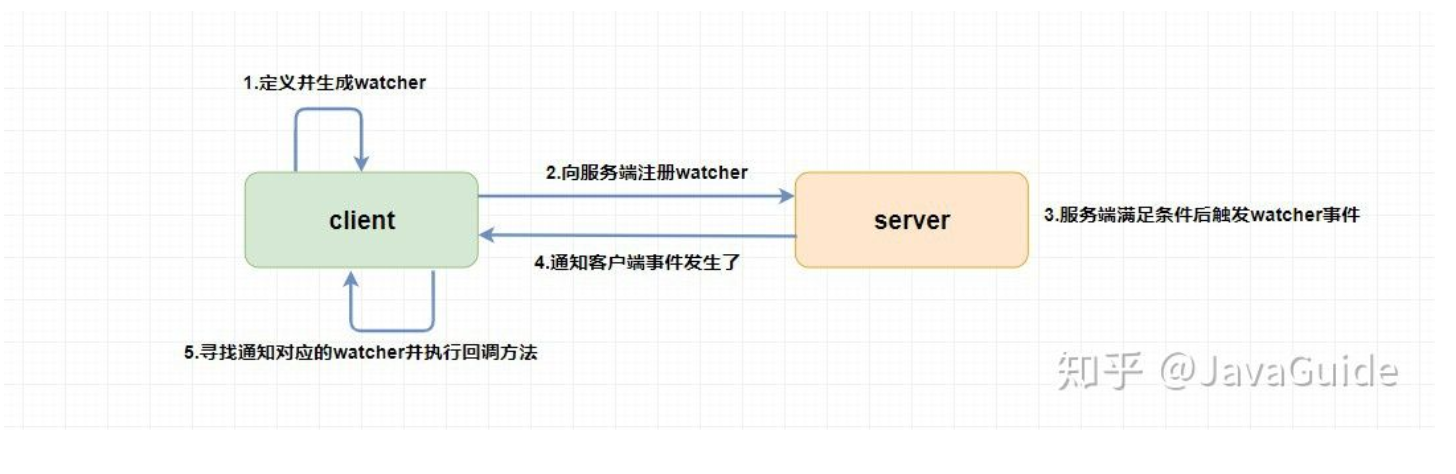 1.定义并生成watcher
2.向服务端注册watcher
client
server
3.服务端满足条件后触发watcher事件
4.通知客户端事件发生了
5.寻找通知对应的watcher并执行回调方法
知乎 @JavaGuide